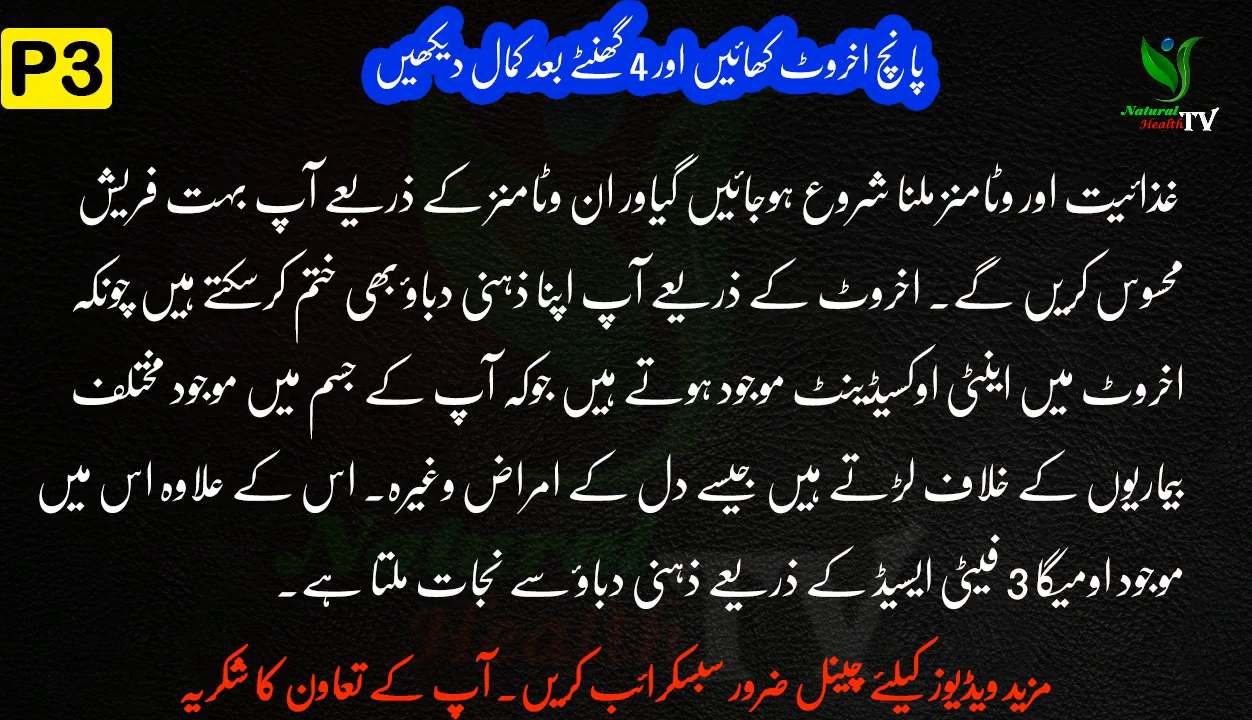 P3
پانچ اخروٹ کھائیں اور 4 گھنٹے بعد کمال دیکھیں
Natural
Health TV
غذائیت اور وٹامنز ملنا شروع ہوجائیں گیاور ان وٹامنز کے ذریعے آپ بہت فریش
محسوس کریں گے۔ اخروٹ کے ذریعے آپ اپنا ذہنی دباؤ بھی ختم کرسکتے ہیں چونکہ
اخروٹ میں اینٹی اوکسیڈینٹ موجود ہوتے ہیں جوکہ آپ کے جسم میں موجود مختلف
بیماریوں کے خلاف لڑتے ہیں جیسے دل کے امراض وغیرہ۔ اس کے علاوہ اس میں
موجود اومیگا 3 فیٹی ایسیڈ کے ذریعے ذہنی دباؤ سے نجات ملتا ہے۔
مزید ویڈیوز کیلئے چینل ضرور سبسکرائب کریں۔ آپ کے تعاون کا شکریہ